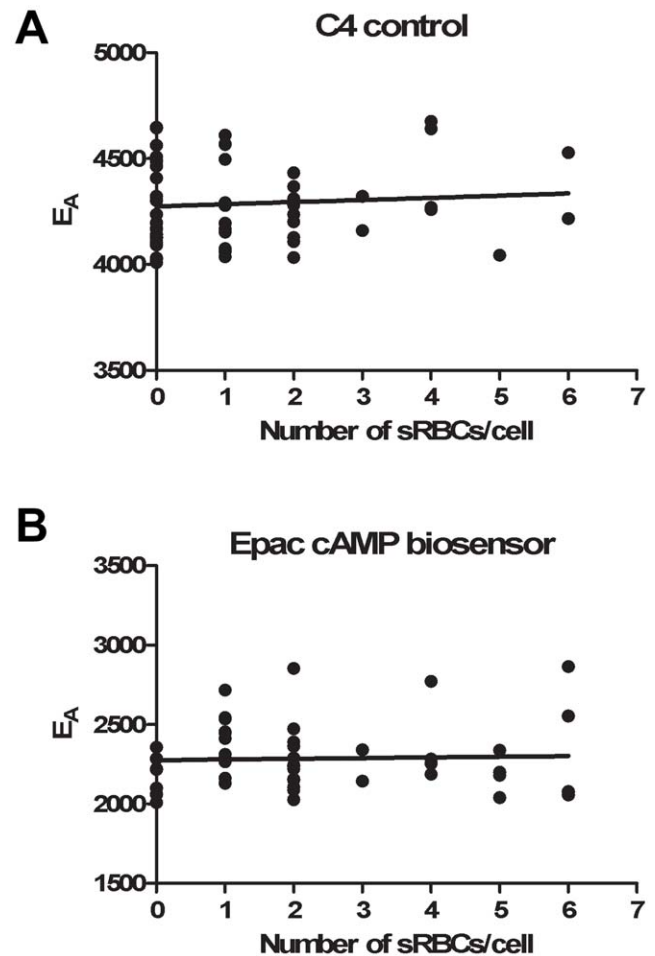 A
C4 control
5000
4500
4000
3500
E_A
0 1 2 3 4 5 6 7
Number of sRBCs/cell
B
Epac cAMP biosensor
3500
3000
2500
2000
1500
E_A
0 1 2 3 4 5 6 7
Number of sRBCs/cell